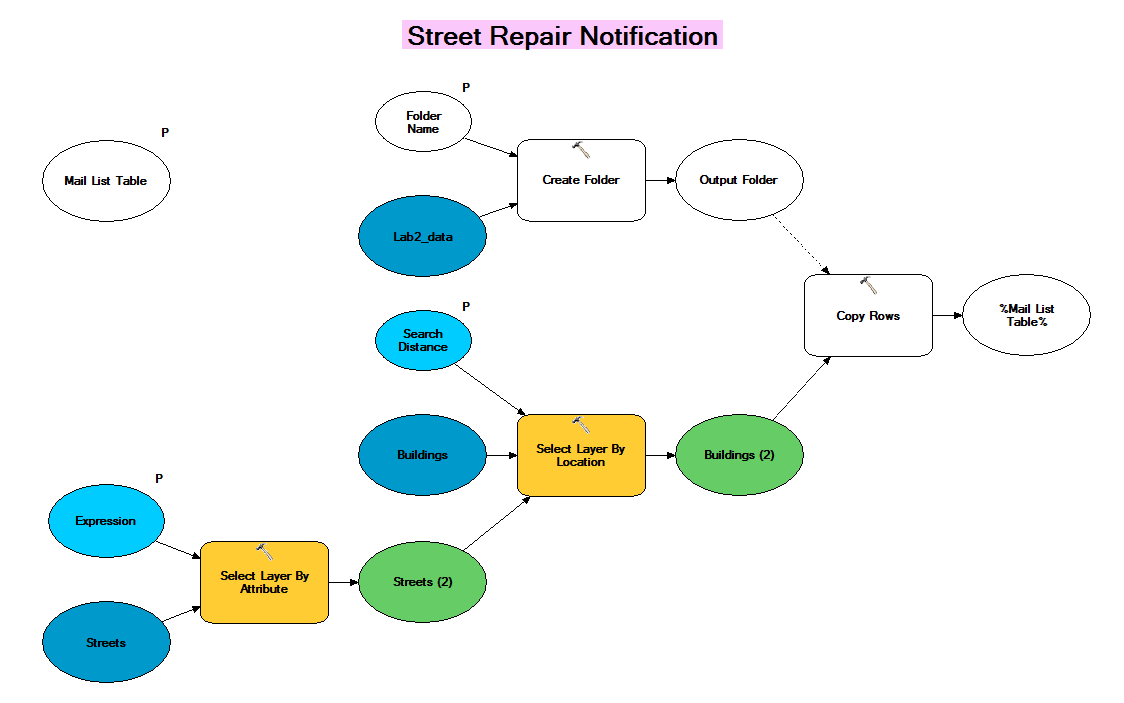 Street Repair Notification
P
Folder
Name
P
Mail List Table
Create Folder
Output Folder
Lab2_data
P
Search
Distance
Copy Rows
%Mail List
Table%
Buildings
Select Layer By
Location
Buildings (2)
P
Expression
Select Layer By
Attribute
Streets (2)
Streets